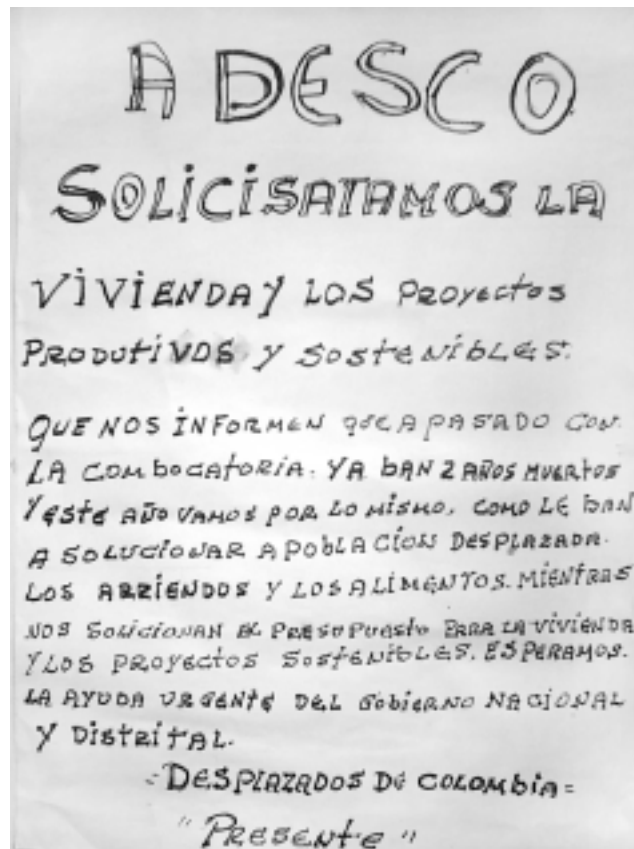 ADESCO
SOLICISATAMOS LA
VIVIENDA Y LOS PROYECTOS
PRODUTIVOS Y SOSTENIBLES.
QUE NOS INFORMEN QUE A PASADO CON
LA COMBOCATORIA. YA BAN 2 AÑOS MUERTOS
Y ESTE AÑO VAMOS POR LO MISMO, COMO LE BAN
A SOLUCIONAR A POBLACION DESPLAZADA.
LOS ARRIENDOS Y LOS ALIMENTOS. MIENTRAS
NOS SOLICIONAN EL PRESUPUESTO PARA LA VIVIENDA
Y LOS PROYECTOS SOSTENIBLES. ESPERAMOS.
LA AYUDA URGENTE DEL GOBIERNO NACIONAL
Y DISTRITAL.
=DESPLAZADOS DE COLOMBIA=
"PRESENTE"